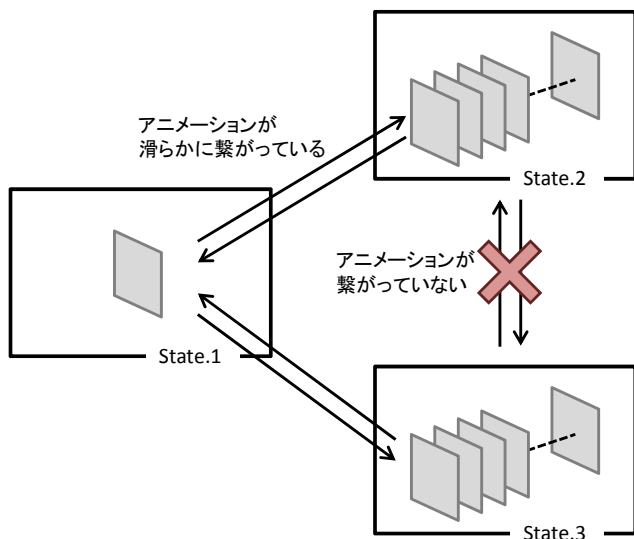 アニメーションが
滑らかに繋がっている
State.2
アニメーションが
繋がっていない
State.1
State.3